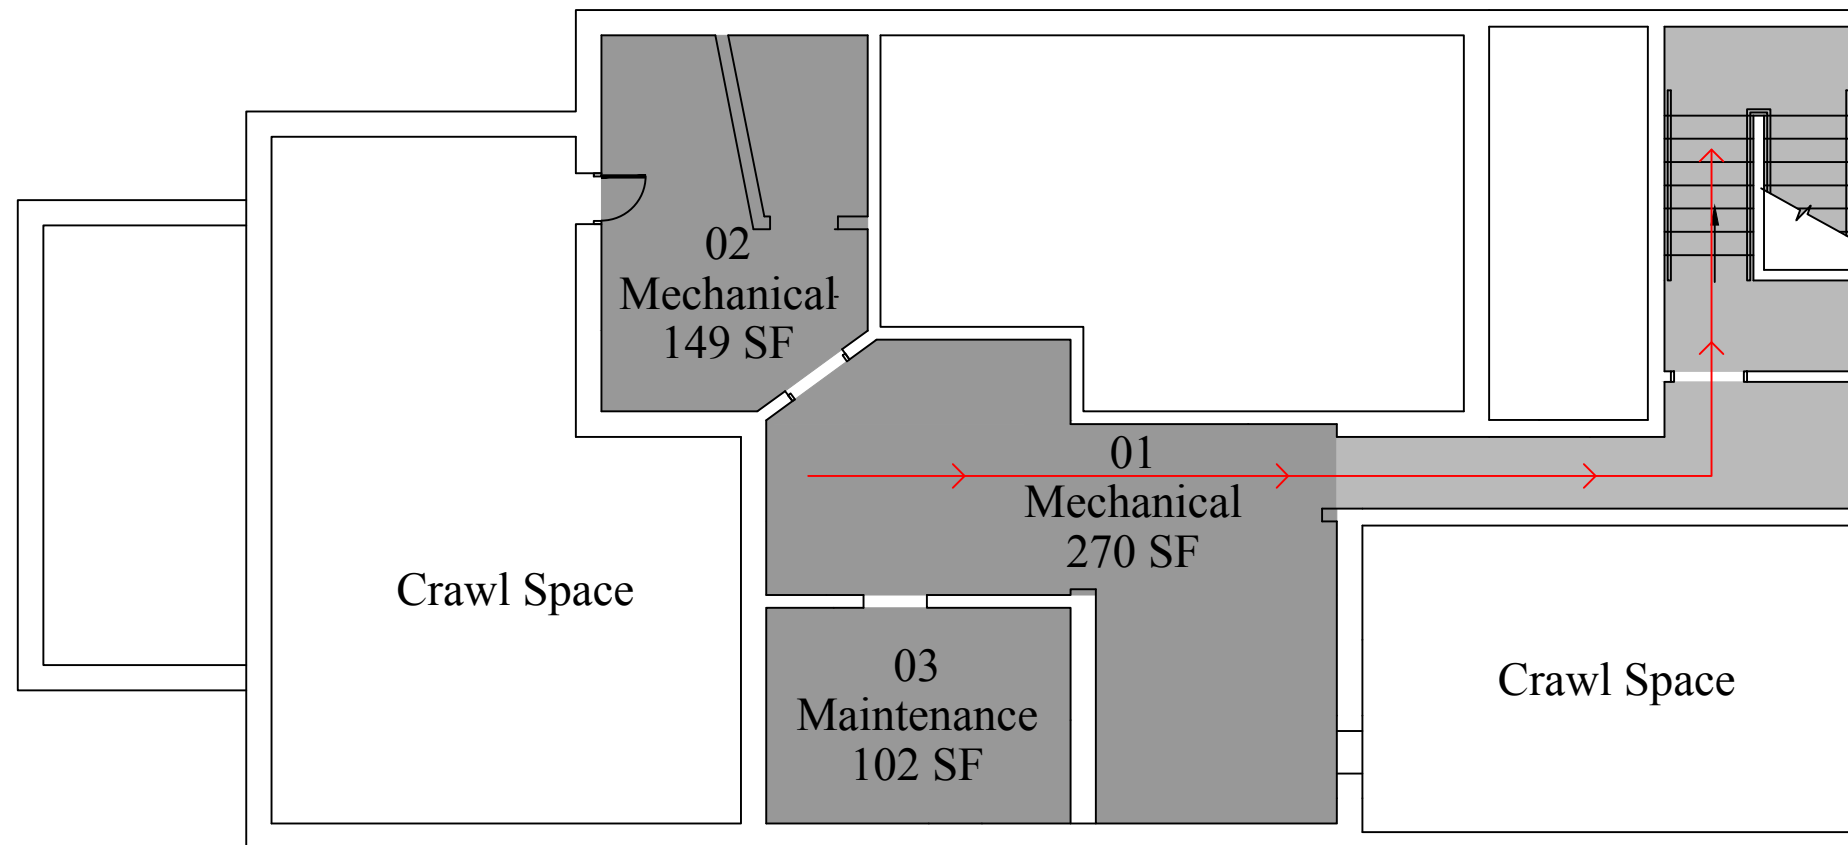 02
Mechanical
149 SF
01
Mechanical
270 SF
Crawl Space
03
Maintenance
102 SF
Crawl Space